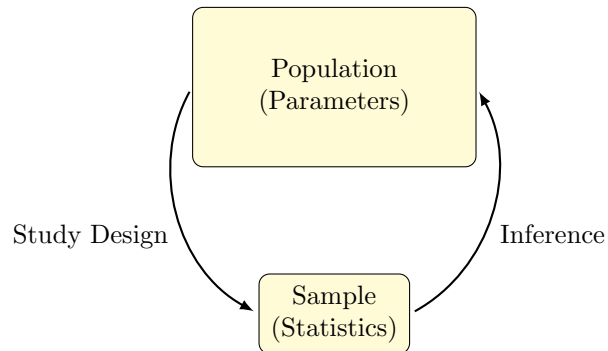 Population
(Parameters)
Study Design
Inference
Sample
(Statistics)